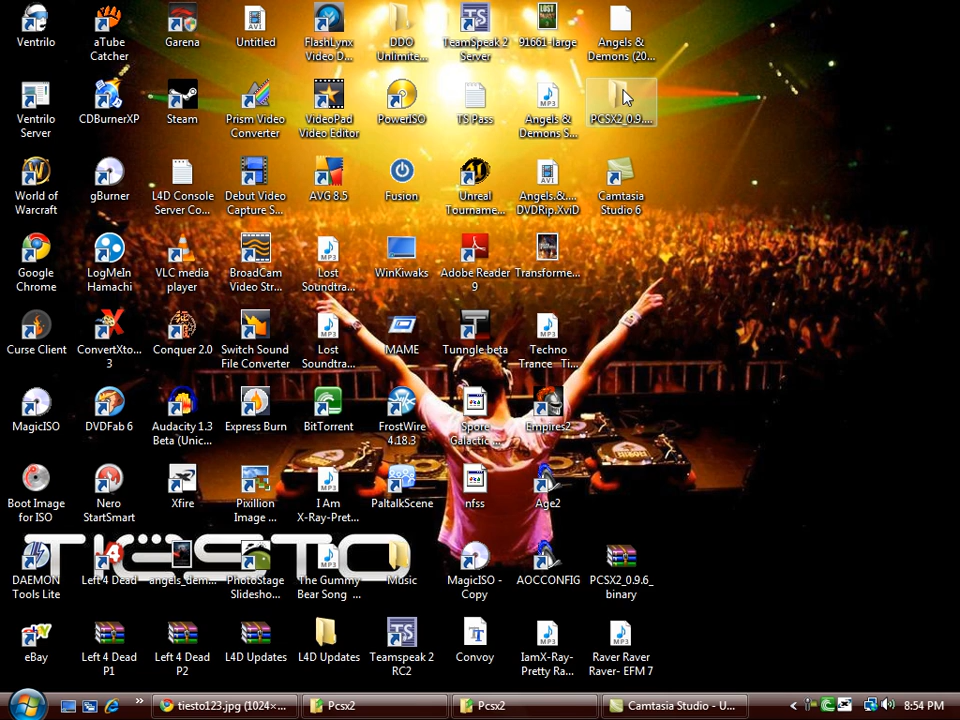 Ventrilo
aTube
Catcher
Garena
Untitled
FlashLynx
Video D...
DDO
Unlimite...
TeamSpeak 2
Server
91661-large
Angels &
Demons (20...
Ventrilo
Server
CDBurnerXP
Steam
Prism Video
Converter
VideoPad
Video Editor
PowerISO
TS Pass
Angels &
Demons S...
PCSX2_0.9....
World of
Warcraft
gBurner
L4D Console
Server Co...
Debut Video
Capture S...
AVG 8.5
Fusion
Unreal
Tourname...
Angels.&....
DVDRip.XviD
Camtasia
Studio 6
Google
Chrome
LogMeIn
Hamachi
VLC media
player
BroadCam
Video Str...
Lost
Soundtra...
WinKiwaks
Adobe Reader
9
Transforme...
Curse Client
ConvertXto...
3
Conquer 2.0
Switch Sound
File Converter
Lost
Soundtra...
MAME
Tunngle beta
Techno
Trance_ Ti...
MagicISO
DVDFab 6
Audacity 1.3
Beta (Unic...
Express Burn
BitTorrent
FrostWire
4.18.3
Spore
Galactic ...
Empires2
Boot Image
for ISO
Nero
StartSmart
Xfire
Pixillion
Image ...
I Am
X-Ray-Pret...
PaltalkScene
nfss
Age2
TIËSTO
DAEMON
Tools Lite
Left 4 Dead
angels_dem...
PhotoStage
Slidesho...
The Gummy
Bear Song ...
Music
MagicISO -
Copy
AOCCONFIG
PCSX2_0.9.6_
binary
eBay
Left 4 Dead
P1
Left 4 Dead
P2
L4D Updates
L4D Updates
Teamspeak 2
RC2
Convoy
IamX-Ray-
Pretty Ra...
Raver Raver
Raver- EFM 7
tiesto123.jpg (1024×...
Pcsx2
Pcsx2
Camtasia Studio - U...
8:54 PM